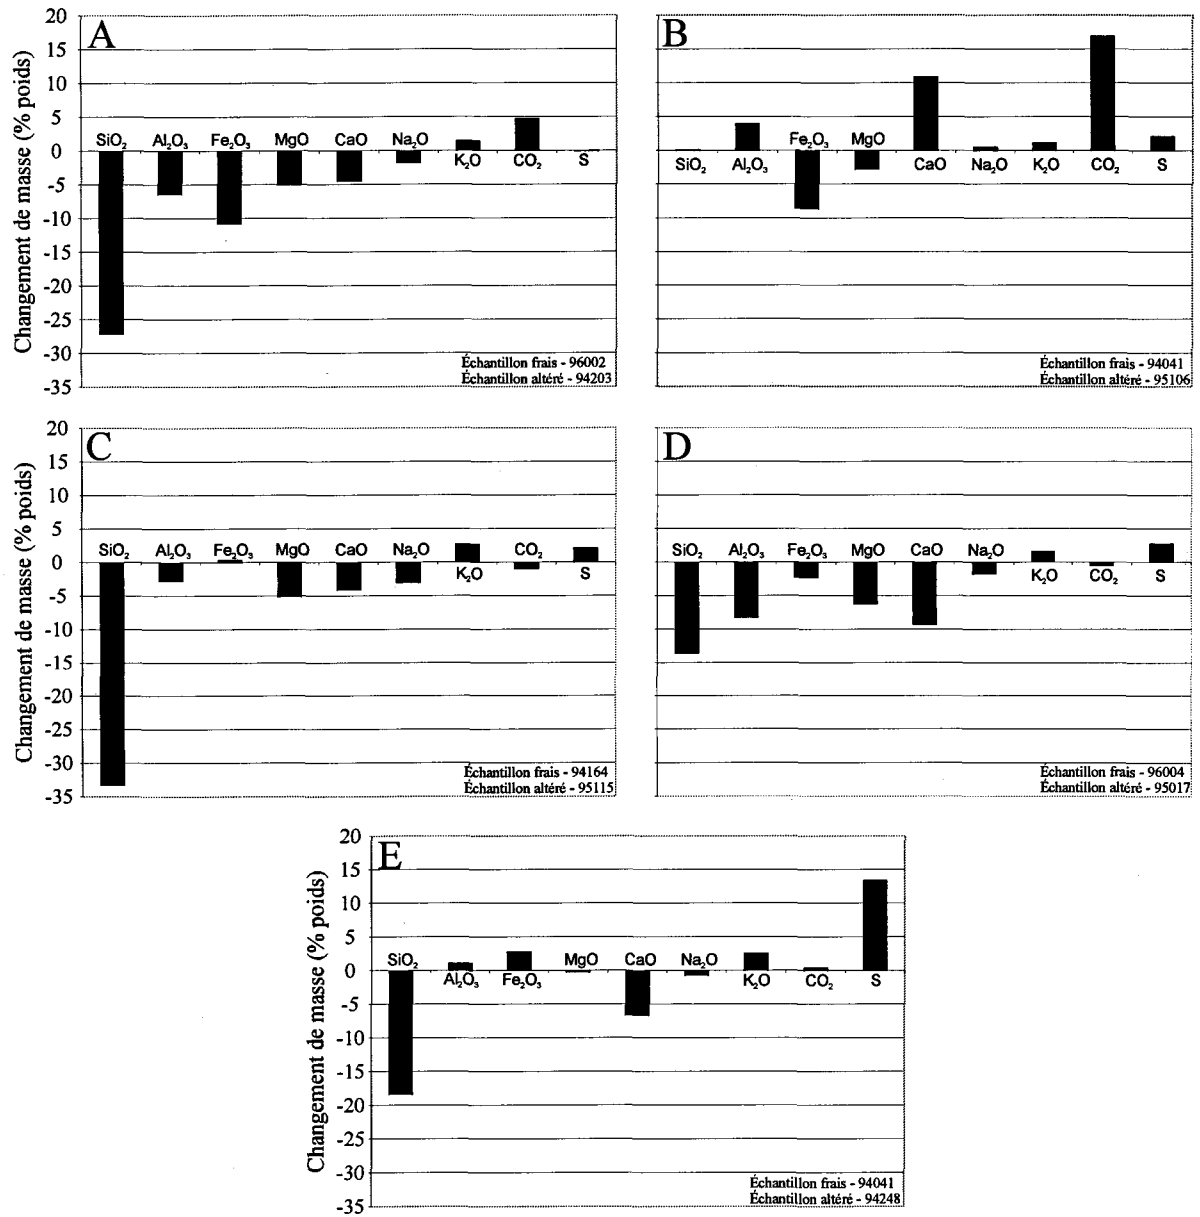 A
Changement de masse (% poids)
20
15
10
5
0
-5
-10
-15
-20
-25
-30
-35
SiO₂ Al₂O₃ Fe₂O₃ MgO CaO Na₂O
K₂O CO₂ S
Échantillon frais - 96002
Échantillon altéré - 94203
B
Fe₂O₃ MgO
SiO₂ Al₂O₃ CaO Na₂O K₂O CO₂ S
Échantillon frais - 94041
Échantillon altéré - 95106
C
Changement de masse (% poids)
20
15
10
5
0
-5
-10
-15
-20
-25
-30
-35
SiO₂ Al₂O₃ Fe₂O₃ MgO CaO Na₂O CO₂
K₂O S
Échantillon frais - 94164
Échantillon altéré - 95115
D
SiO₂ Al₂O₃ Fe₂O₃ MgO CaO Na₂O
K₂O CO₂ S
Échantillon frais - 96004
Échantillon altéré - 95017
E
Changement de masse (% poids)
20
15
10
5
0
-5
-10
-15
-20
-25
-30
-35
SiO₂ MgO CaO Na₂O
Al₂O₃ Fe₂O₃ K₂O CO₂ S
Échantillon frais - 94041
Échantillon altéré - 94248